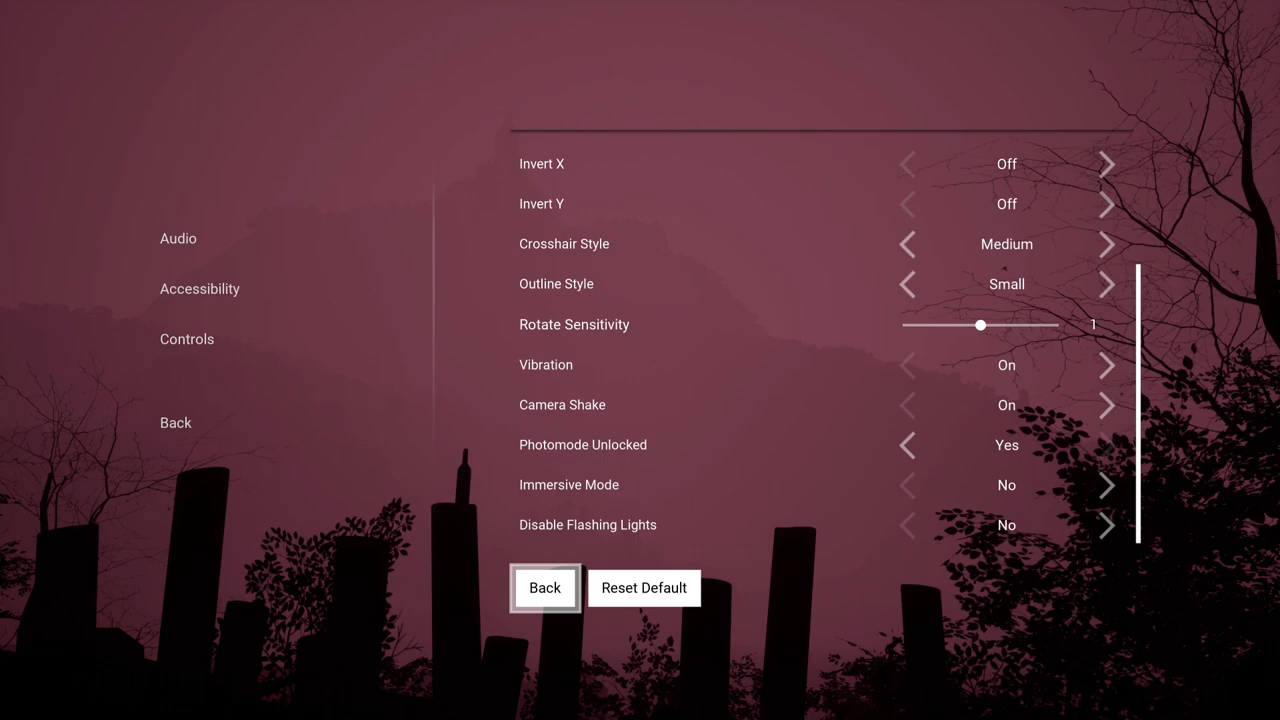 Audio
Accessibility
Controls
Back
Invert X Off
Invert Y Off
Crosshair Style Medium
Outline Style Small
Rotate Sensitivity 1
Vibration On
Camera Shake On
Photomode Unlocked Yes
Immersive Mode No
Disable Flashing Lights No
Back Reset Default